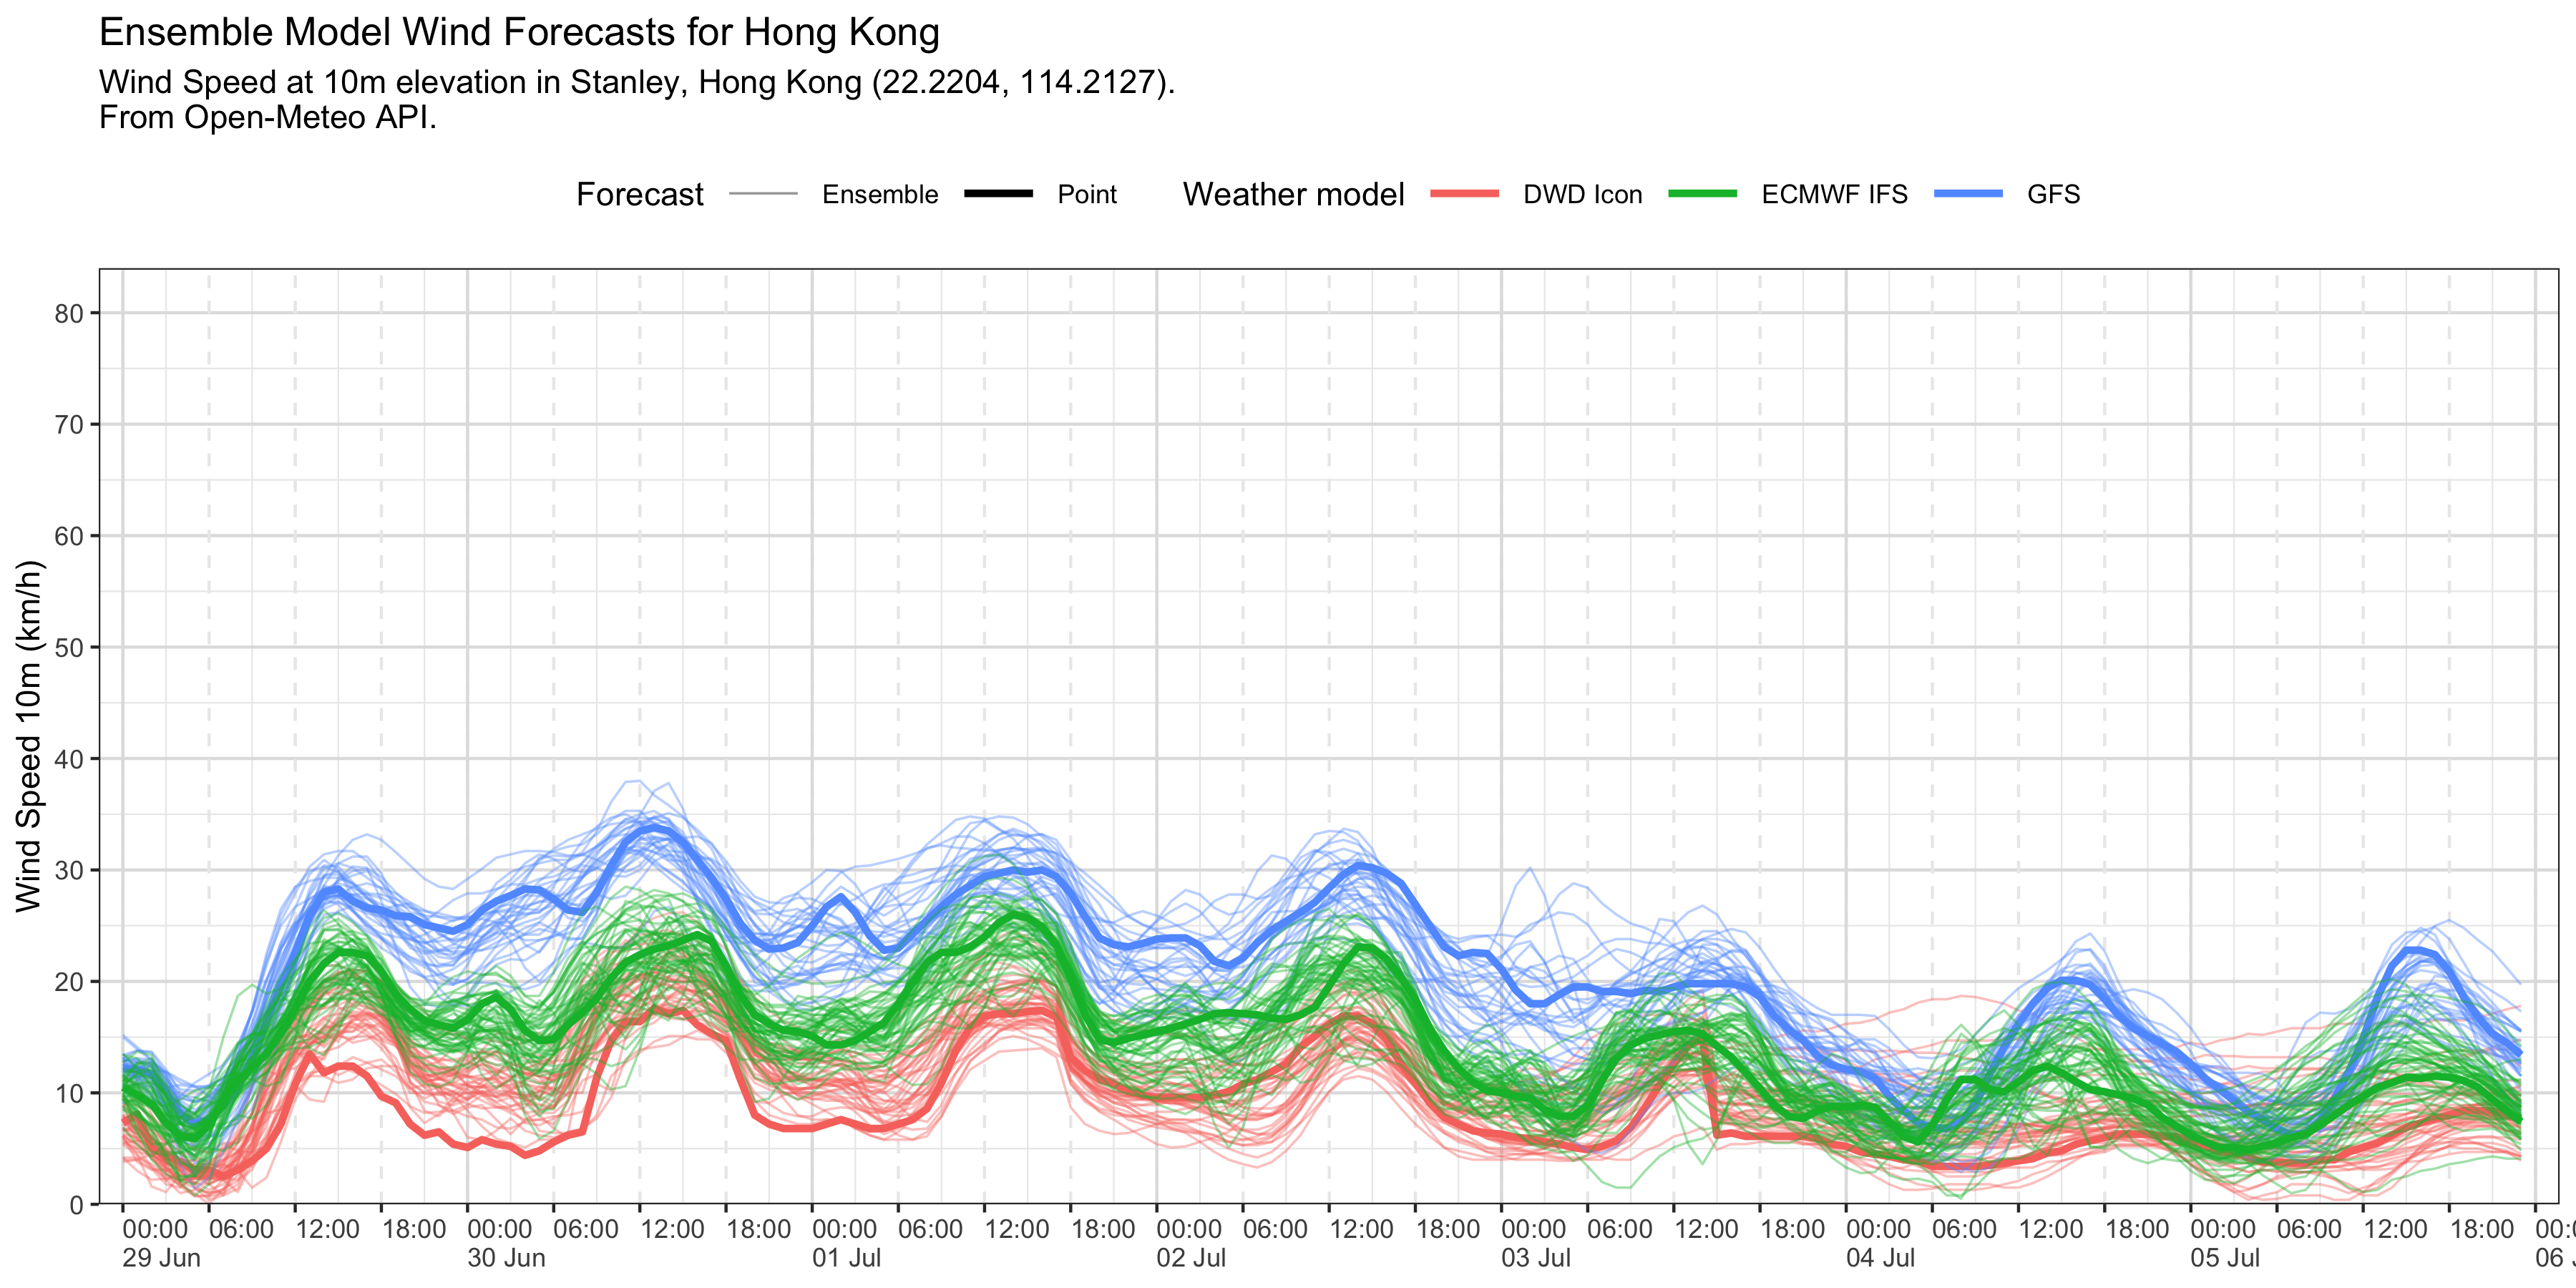 Ensemble Model Wind Forecasts for Hong Kong
Wind Speed at 10m elevation in Stanley, Hong Kong (22.2204, 114.2127).
From Open-Meteo API.
Forecast Ensemble Point Weather model DWD Icon ECMWF IFS GFS
Wind Speed 10m (km/h)
80
70
60
50
40
30
20
10
0
00:00 06:00 12:00 18:00 00:00 06:00 12:00 18:00 00:00 06:00 12:00 18:00 00:00 06:00 12:00 18:00 00:00 06:00 12:00 18:00 00:00 06:00 12:00 18:00 00:00 06:00 12:00 18:00
29 Jun 30 Jun 01 Jul 02 Jul 03 Jul 04 Jul 05 Jul 06